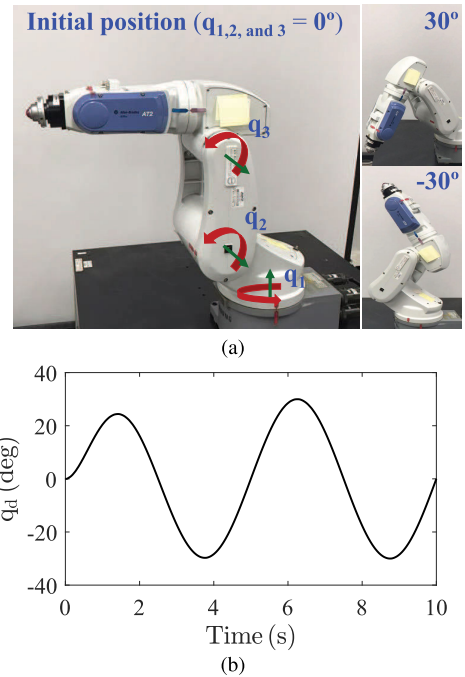 Initial position (q1,2, and 3 = 0º)
30º
AT2
q3
-30º
q2
q1
(a)
40
20
0
-20
-40
qd (deg)
0 2 4 6 8 10
Time (s)
(b)